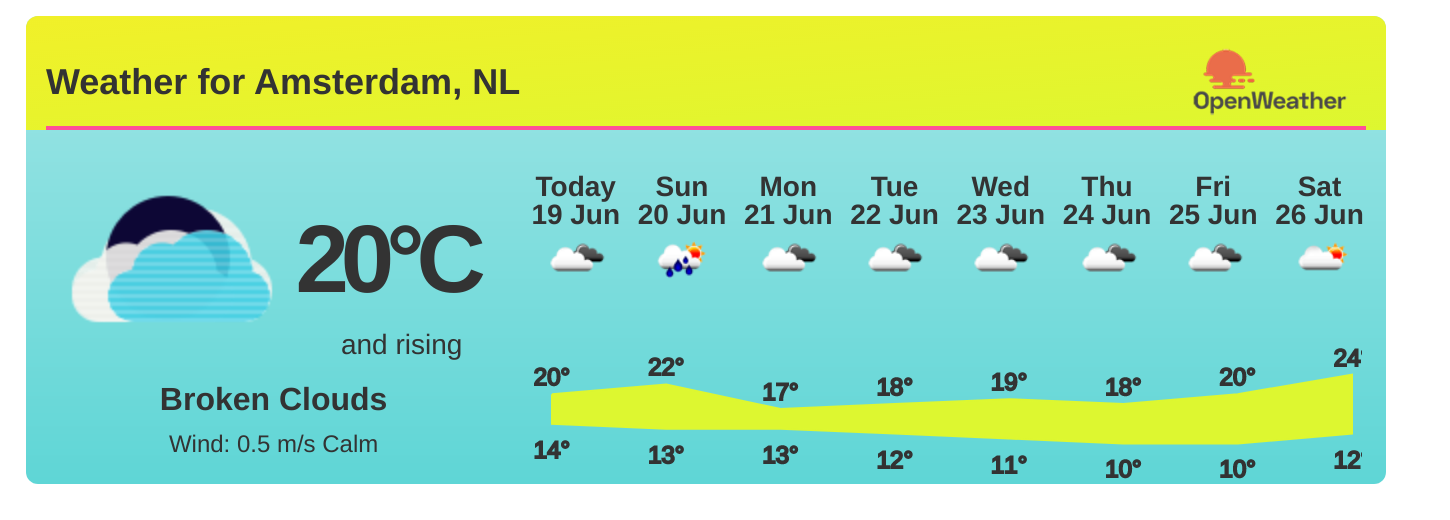 Weather for Amsterdam, NL
OpenWeather
20°C
and rising
Broken Clouds
Wind: 0.5 m/s Calm
Today Sun Mon Tue Wed Thu Fri Sat
19 Jun 20 Jun 21 Jun 22 Jun 23 Jun 24 Jun 25 Jun 26 Jun
20° 22° 17° 18° 19° 18° 20° 24°
14° 13° 13° 12° 11° 10° 10° 12°